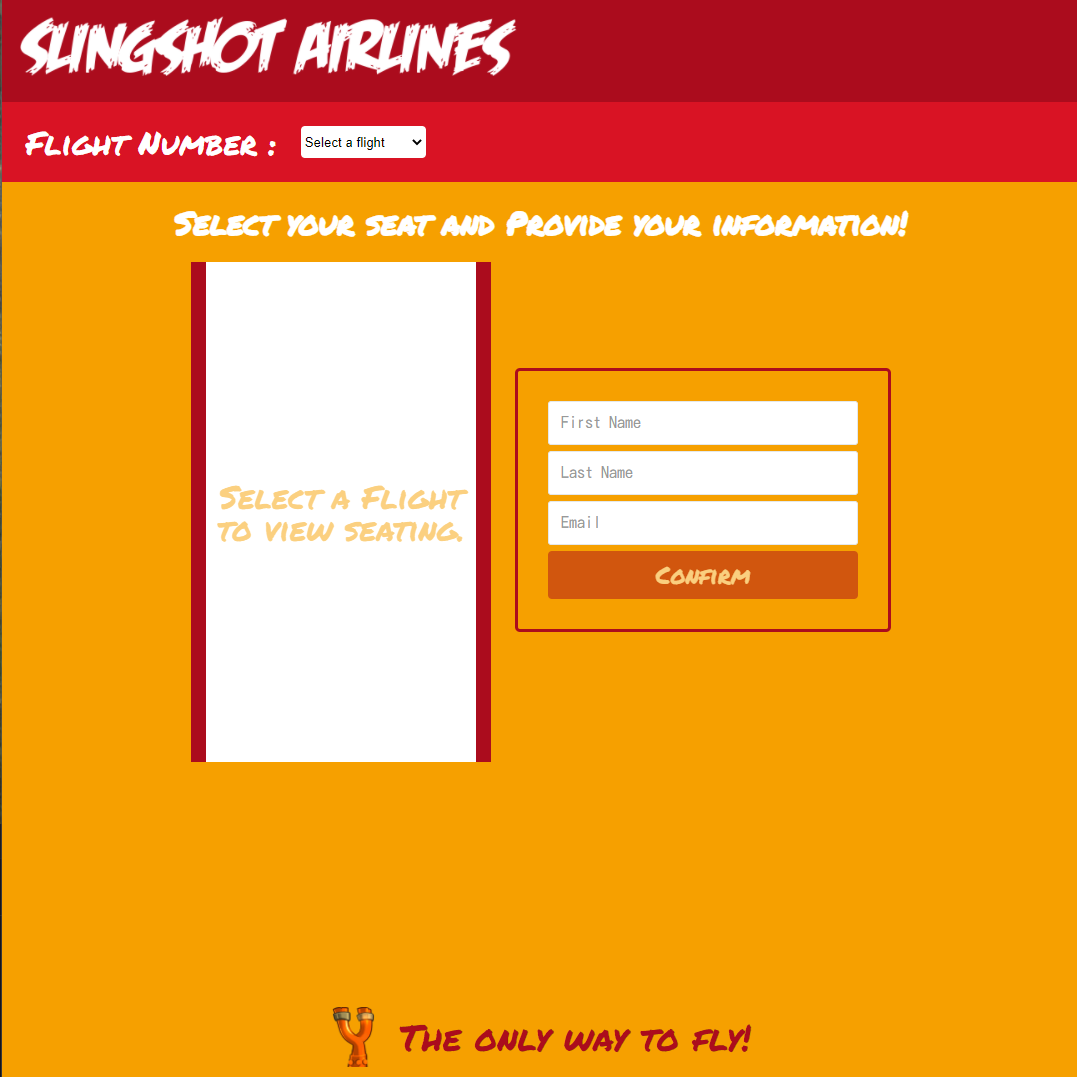 SLINGSHOT AIRLINES
Flight Number :
Select a flight
Select your seat and Provide your information!
Select a Flight
to view seating.
First Name
Last Name
Email
Confirm
The only way to fly!